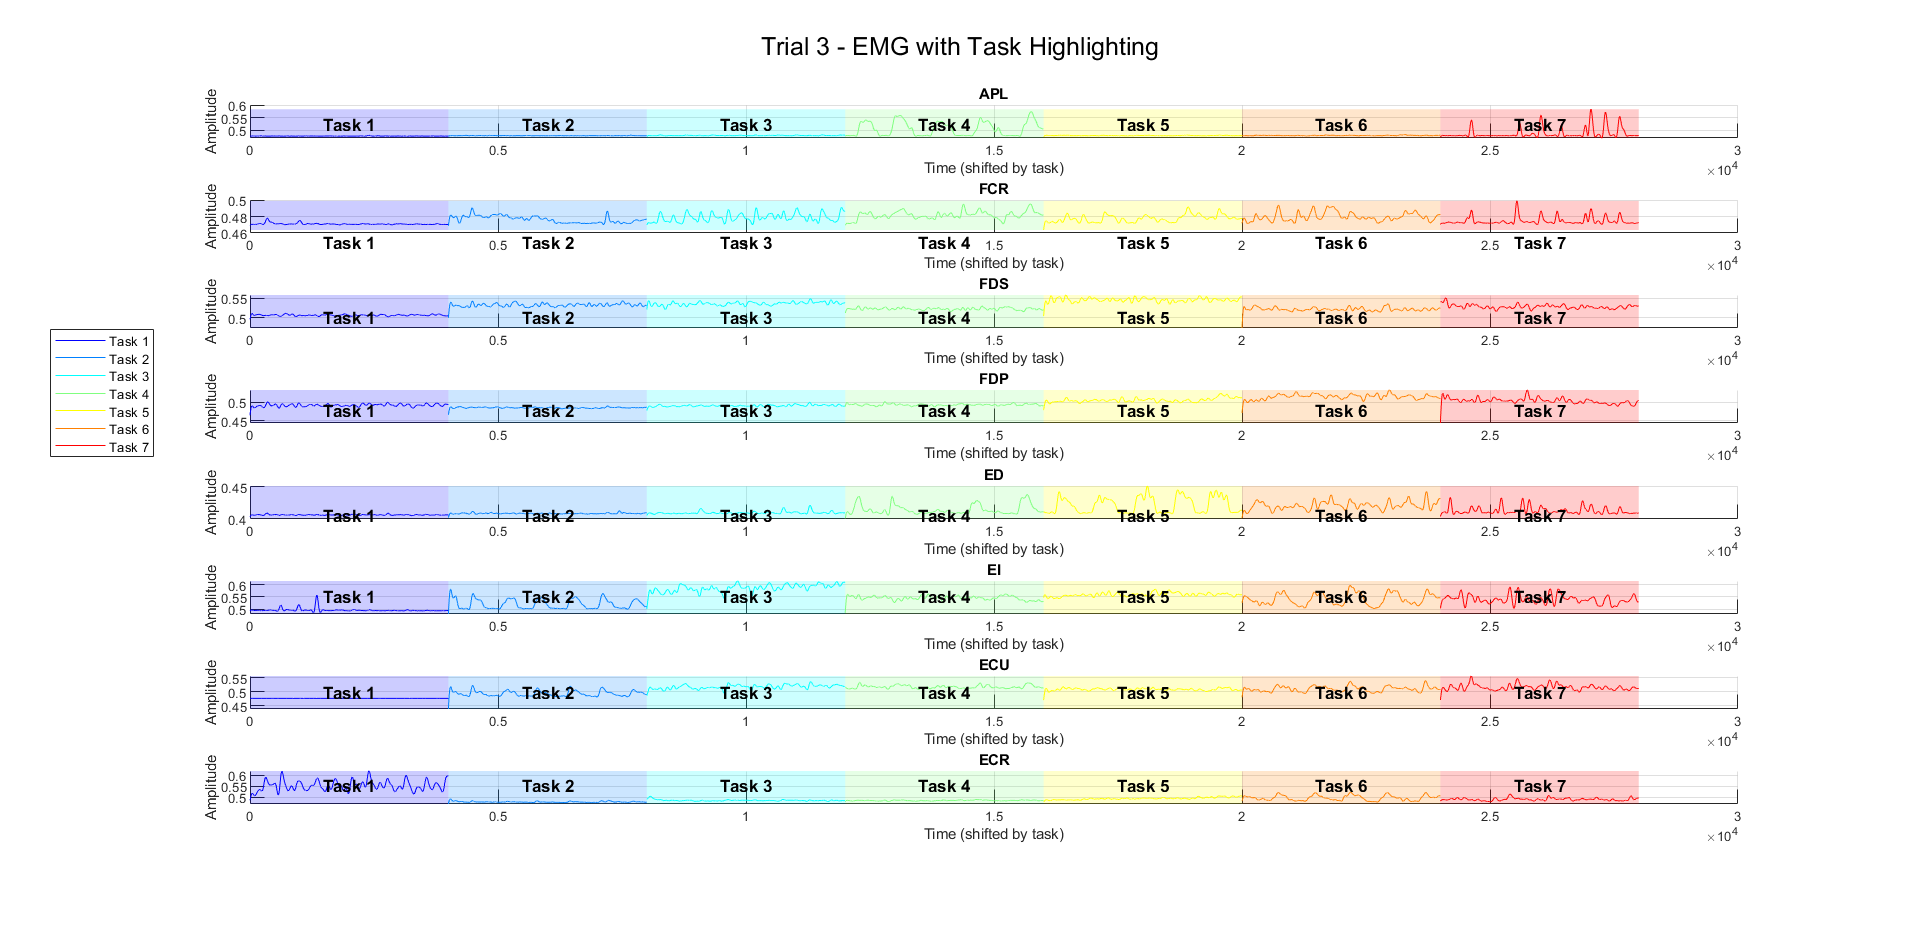 Trial 3 - EMG with Task Highlighting
APL
Amplitude
0.6
0.55
0.5
Task 1 Task 2 Task 3 Task 4 Task 5 Task 6 Task 7
0 0.5 1 1.5 2 2.5 3
Time (shifted by task)
×10^4
FCR
Amplitude
0.5
0.48
0.46
0 0.5 1 1.5 2 2.5 3
Task 1 Task 2 Task 3 Task 4 Task 5 Task 6 Task 7
Time (shifted by task)
×10^4
FDS
Amplitude
0.55
0.5
Task 1 Task 2 Task 3 Task 4 Task 5 Task 6 Task 7
0 0.5 1 1.5 2 2.5 3
Time (shifted by task)
×10^4
Task 1
Task 2
Task 3
Task 4
Task 5
Task 6
Task 7
FDP
Amplitude
0.5
0.45
Task 1 Task 2 Task 3 Task 4 Task 5 Task 6 Task 7
0 0.5 1 1.5 2 2.5 3
Time (shifted by task)
×10^4
ED
Amplitude
0.45
0.4
Task 1 Task 2 Task 3 Task 4 Task 5 Task 6 Task 7
0 0.5 1 1.5 2 2.5 3
Time (shifted by task)
×10^4
EI
Amplitude
0.6
0.55
0.5
Task 1 Task 2 Task 3 Task 4 Task 5 Task 6 Task 7
0 0.5 1 1.5 2 2.5 3
Time (shifted by task)
×10^4
ECU
Amplitude
0.55
0.5
0.45
Task 1 Task 2 Task 3 Task 4 Task 5 Task 6 Task 7
0 0.5 1 1.5 2 2.5 3
Time (shifted by task)
×10^4
ECR
Amplitude
0.6
0.55
0.5
Task 1 Task 2 Task 3 Task 4 Task 5 Task 6 Task 7
0 0.5 1 1.5 2 2.5 3
Time (shifted by task)
×10^4